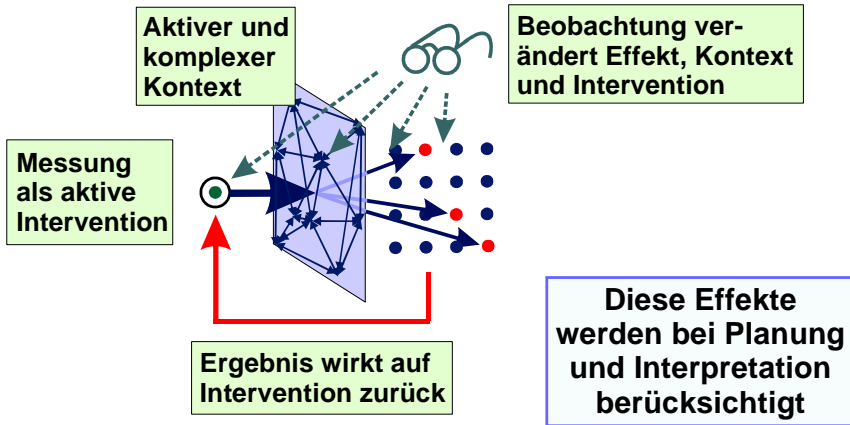 Aktiver und
komplexer
Kontext
Beobachtung ver-
ändert Effekt, Kontext
und Intervention
Messung
als aktive
Intervention
Ergebnis wirkt auf
Intervention zurück
Diese Effekte
werden bei Planung
und Interpretation
berücksichtigt